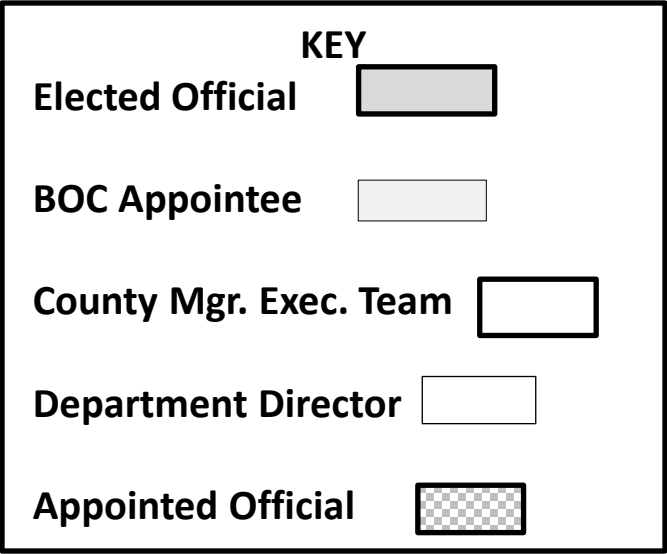 KEY
Elected Official
BOC Appointee
County Mgr. Exec. Team
Department Director
Appointed Official